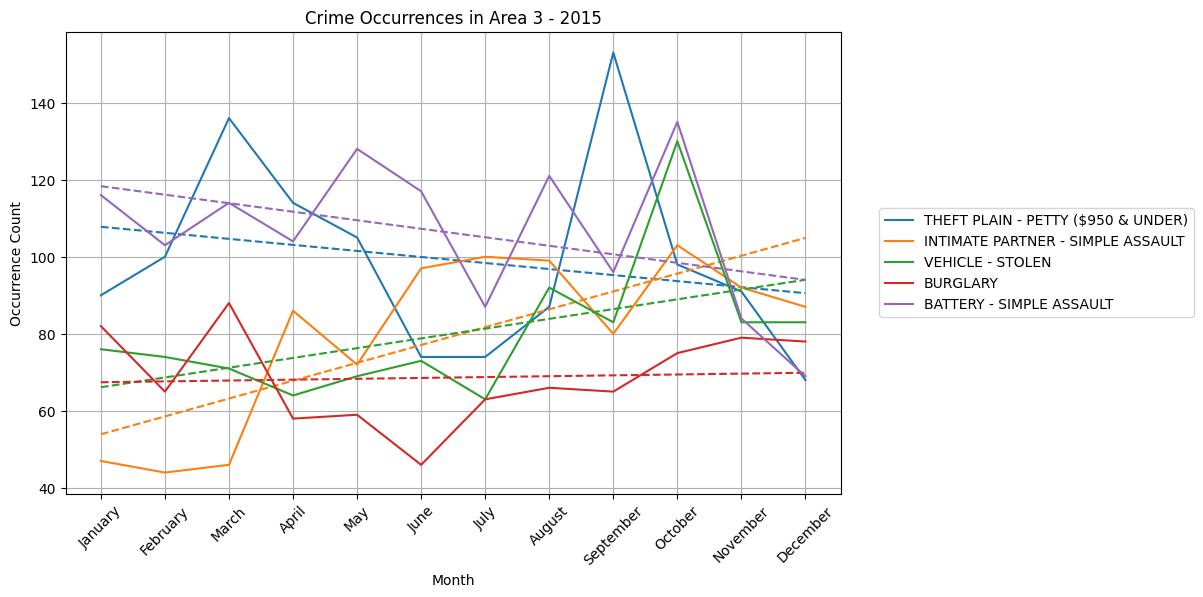 Crime Occurrences in Area 3 - 2015
Occurrence Count
140
120
100
80
60
40
January
February
March
April
May
June
July
August
September
October
November
December
Month
THEFT PLAIN - PETTY ($950 & UNDER)
INTIMATE PARTNER - SIMPLE ASSAULT
VEHICLE - STOLEN
BURGLARY
BATTERY - SIMPLE ASSAULT